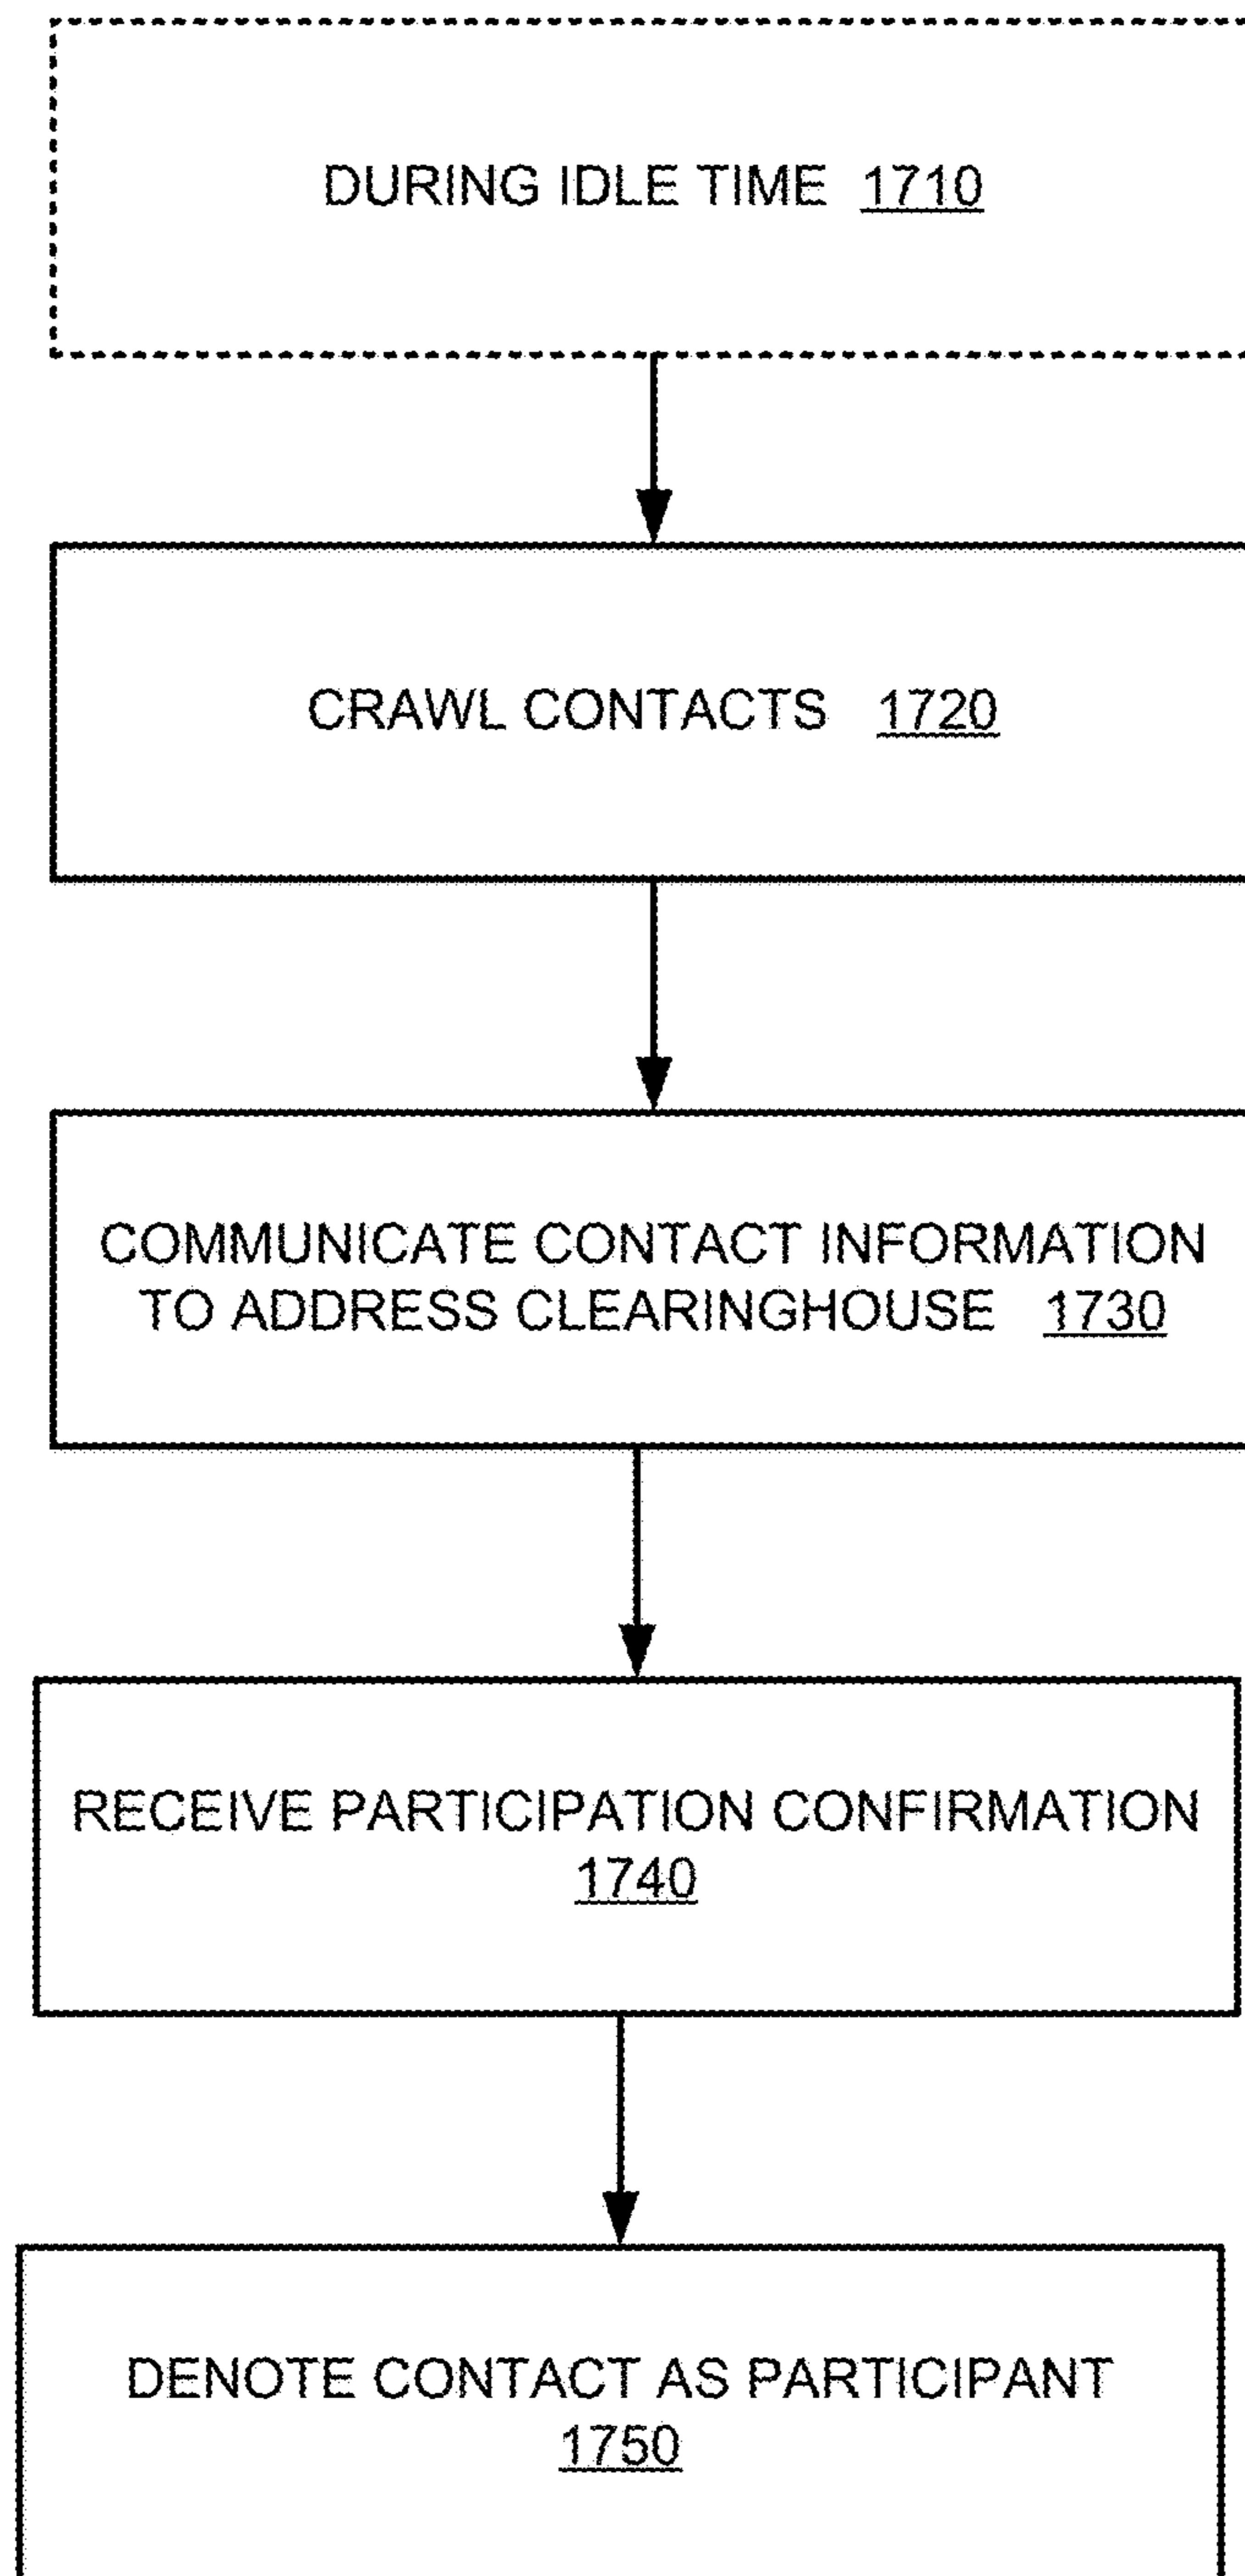 DURING IDLE TIME 1710
CRAWL CONTACTS 1720
COMMUNICATE CONTACT INFORMATION
TO ADDRESS CLEARINGHOUSE 1730
RECEIVE PARTICIPATION CONFIRMATION
1740
DENOTE CONTACT AS PARTICIPANT
1750